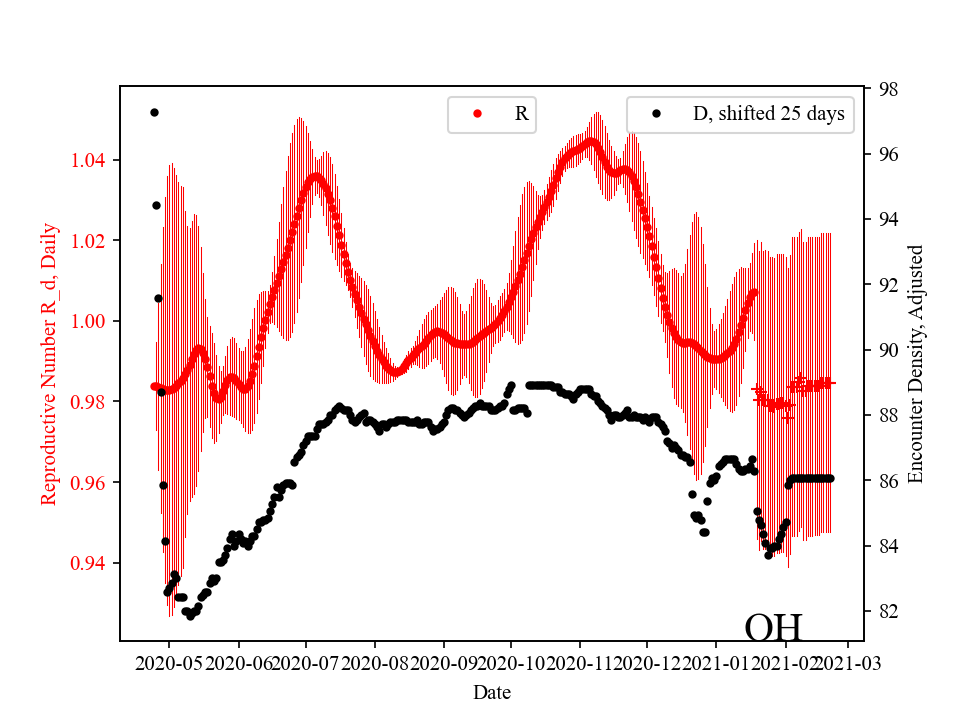 R
D, shifted 25 days
1.04
1.02
1.00
0.98
0.96
0.94
Reproductive Number R_d, Daily
98
96
94
92
90
88
86
84
82
Encounter Density, Adjusted
OH
2020-05 2020-06 2020-07 2020-08 2020-09 2020-10 2020-11 2020-12 2021-01 2021-02 2021-03
Date